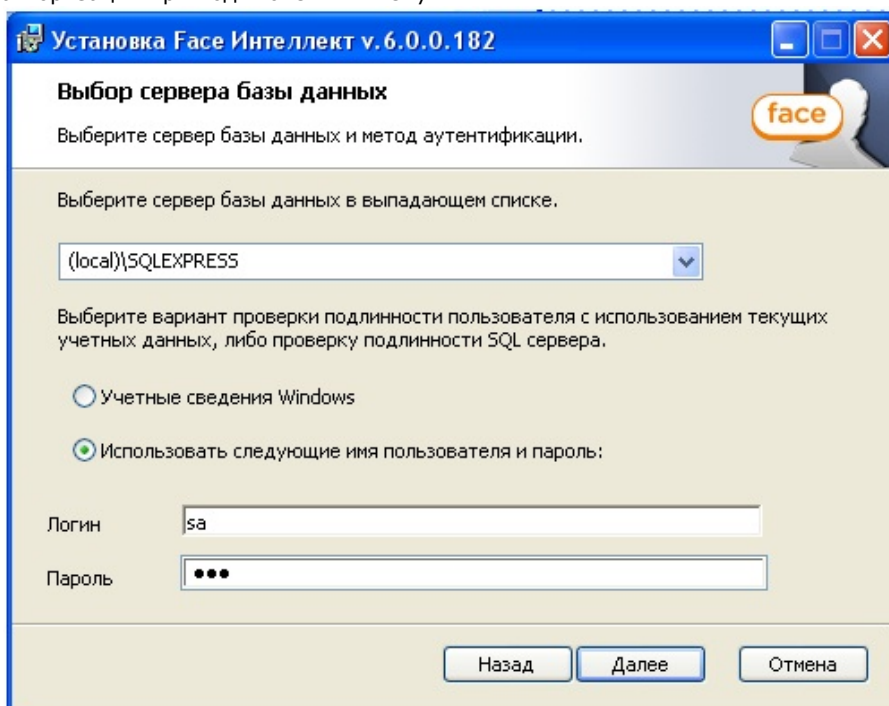 Установка Face Интеллект v.6.0.0.182
Выбор сервера базы данных
Выберите сервер базы данных и метод аутентификации.
face
Выберите сервер базы данных в выпадающем списке.
(local)\SQLEXPRESS
Выберите вариант проверки подлинности пользователя с использованием текущих
учетных данных, либо проверку подлинности SQL сервера.
Учетные сведения Windows
Использовать следующие имя пользователя и пароль:
Логин sa
Пароль •••
Назад Далее Отмена